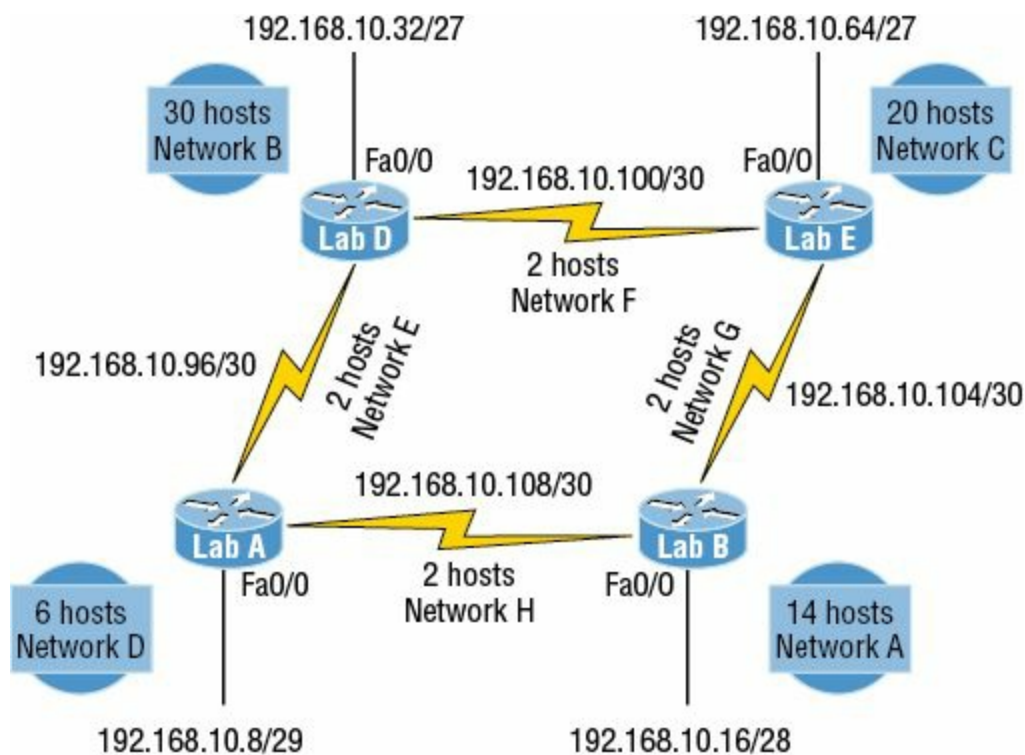 192.168.10.32/27
192.168.10.64/27
30 hosts
Network B
20 hosts
Network C
Fa0/0
Fa0/0
192.168.10.100/30
Lab D
Lab E
2 hosts
Network F
192.168.10.96/30
2 hosts
Network E
2 hosts
Network G
192.168.10.104/30
192.168.10.108/30
Lab A
Lab B
Fa0/0
2 hosts
Network H
Fa0/0
6 hosts
Network D
14 hosts
Network A
192.168.10.8/29
192.168.10.16/28